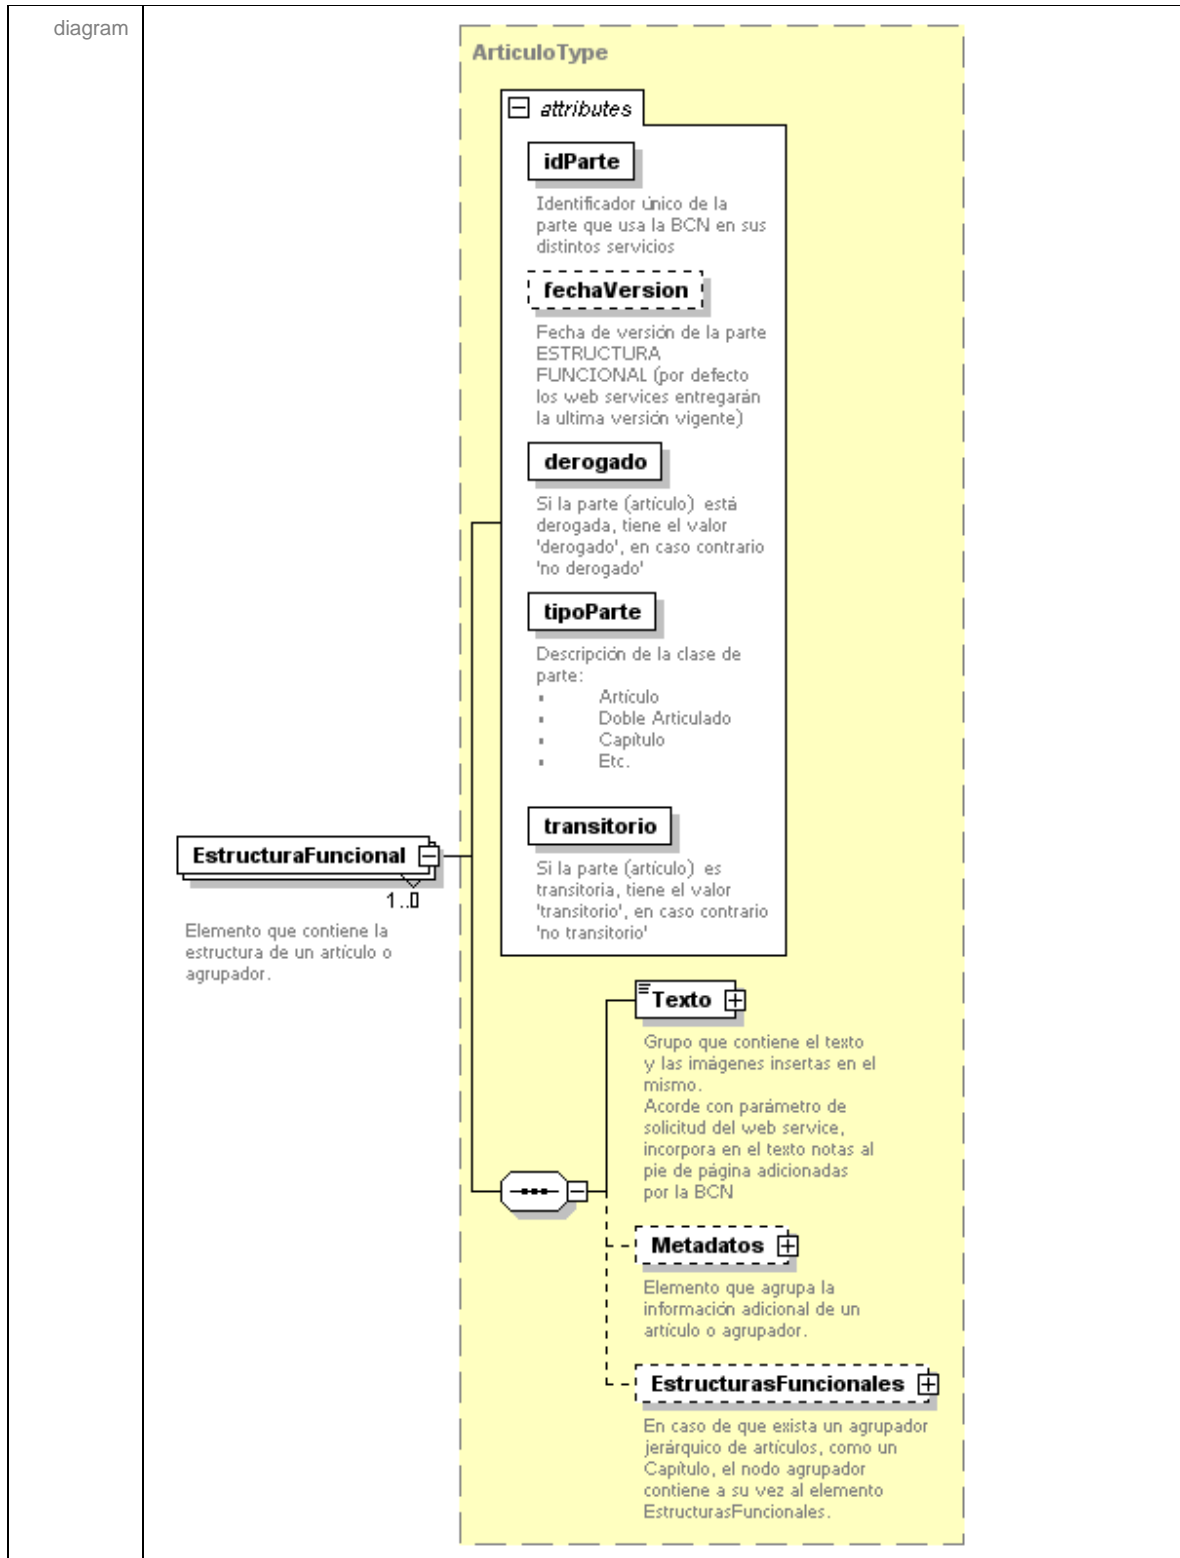 diagram
ArticuloType
attributes
idParte
Identificador único de la
parte que usa la BCN en sus
distintos servicios
fechaVersion
Fecha de versión de la parte
ESTRUCTURA
FUNCIONAL (por defecto
los web services entregarán
la ultima versión vigente)
derogado
Si la parte (artículo) está
derogada, tiene el valor
'derogado', en caso contrario
'no derogado'
tipoParte
Descripción de la clase de
parte:
▪ Artículo
▪ Doble Articulado
▪ Capítulo
▪ Etc.
transitorio
Si la parte (artículo) es
transitoria, tiene el valor
'transitorio', en caso contrario
'no transitorio'
EstructuraFuncional
1..▯
Elemento que contiene la
estructura de un artículo o
agrupador.
Texto
Grupo que contiene el texto
y las imágenes insertas en el
mismo.
Acorde con parámetro de
solicitud del web service,
incorpora en el texto notas al
pie de página adicionadas
por la BCN
Metadatos
Elemento que agrupa la
información adicional de un
artículo o agrupador.
EstructurasFuncionales
En caso de que exista un agrupador
jerárquico de artículos, como un
Capítulo, el nodo agrupador
contiene a su vez al elemento
EstructurasFuncionales.